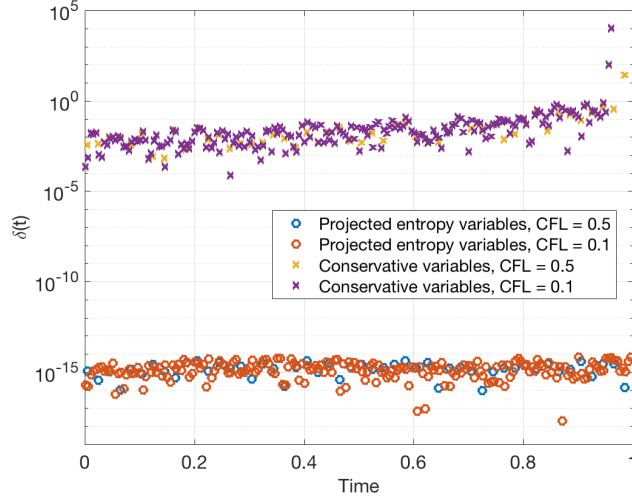 10^5
10^0
10^-5
10^-10
10^-15
δ(t)
Projected entropy variables, CFL = 0.5
Projected entropy variables, CFL = 0.1
Conservative variables, CFL = 0.5
Conservative variables, CFL = 0.1
0 0.2 0.4 0.6 0.8
Time